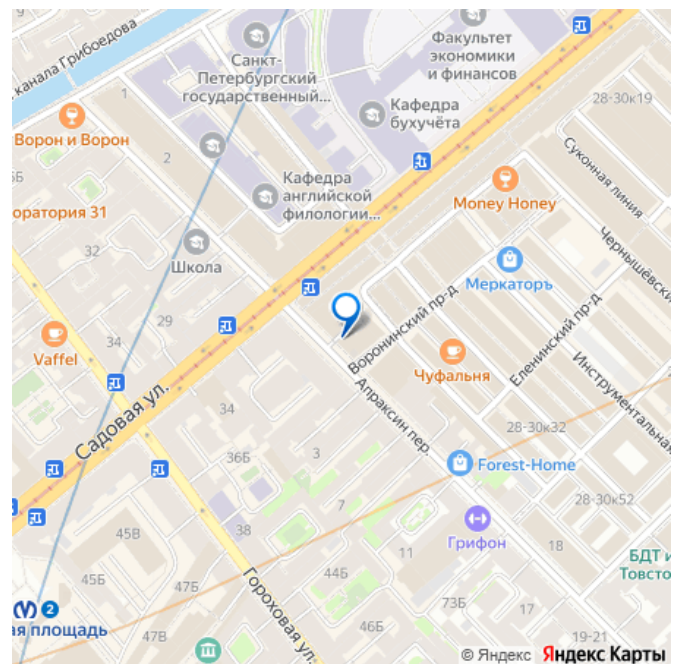 канала Грибоедова
Санкт-
Петербургский
государственный...
Факультет
экономики
и финансов
1
Ворон и Ворон
Кафедра
бухучёта
28-30к19
2
Суконная линия
5Б
Кафедра
английской
филологии...
Money Honey
оратория 31
Чернышёвски
32
Школа
Меркаторъ
Воронинский пр-д
Еленинский пр-д
29
34
Vaffel
Чуфальня
Инструментальная
Садовая ул.
34
Апраксин пер.
28-30к32
36Б
3
Forest-Home
28-30к52
7
45В
38
Грифон
18
11
БДТ и
Товсто
45Б
44Б
47Б
Гороховая ул.
73Б
17
2
ая площадь
47В
46Б
19-21
© Яндекс Яндекс Карты